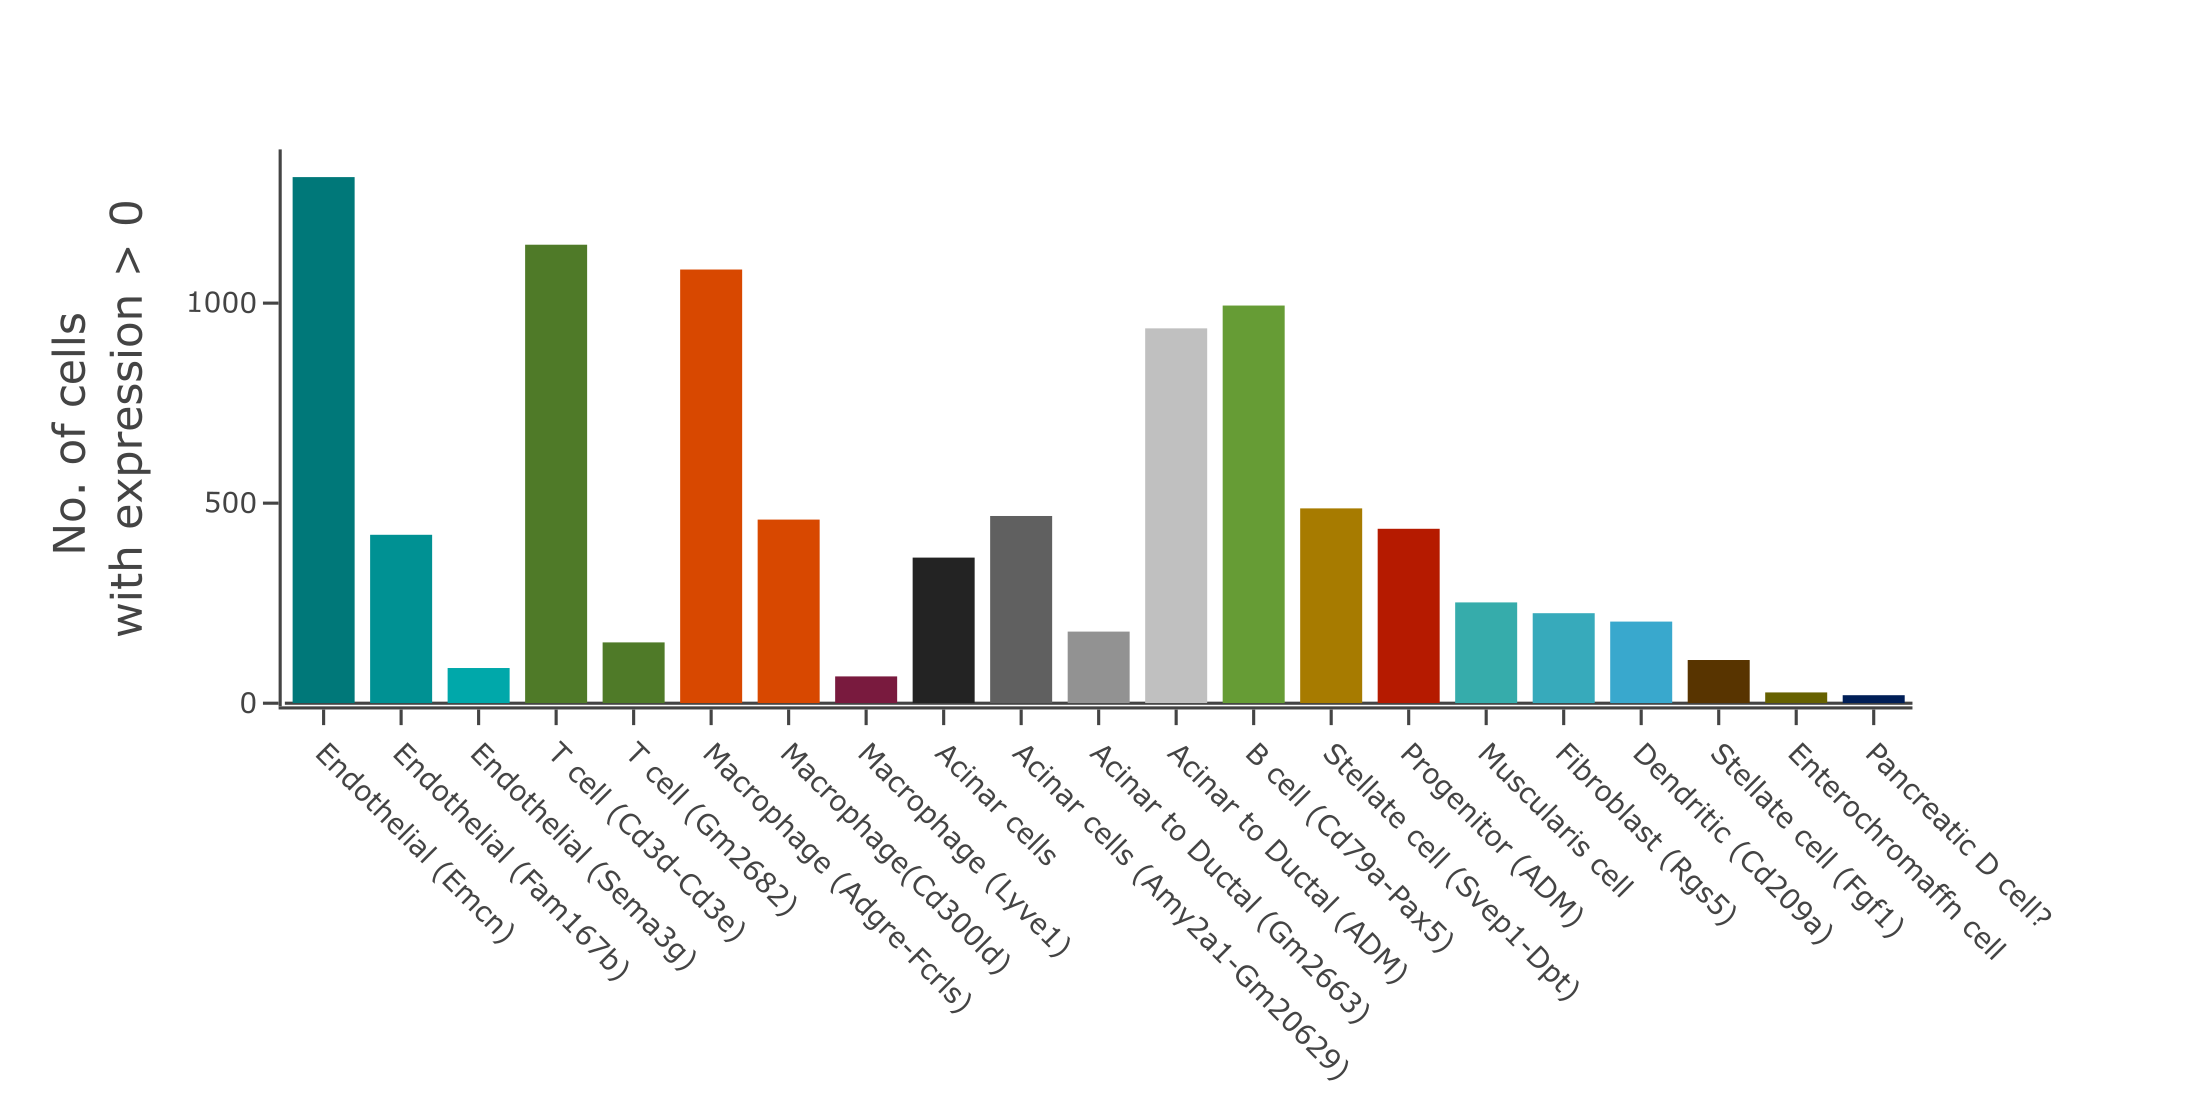 No. of cells
with expression > 0
1000
500
0
Endothelial (Emcn)
Endothelial (Fam167b)
Endothelial (Sema3g)
T cell (Cd3d-Cd3e)
T cell (Gm2682)
Macrophage (Adgre-Fcrls)
Macrophage(Cd300ld)
Macrophage (Lyve1)
Acinar cells
Acinar cells (Amy2a1-Gm20629)
Acinar to Ductal (Gm2663)
Acinar to Ductal (ADM)
B cell (Cd79a-Pax5)
Stellate cell (Svep1-Dpt)
Progenitor (ADM)
Muscularis cell
Fibroblast (Rgs5)
Dendritic (Cd209a)
Stellate cell (Fgf1)
Enterochromaffn cell
Pancreatic D cell?